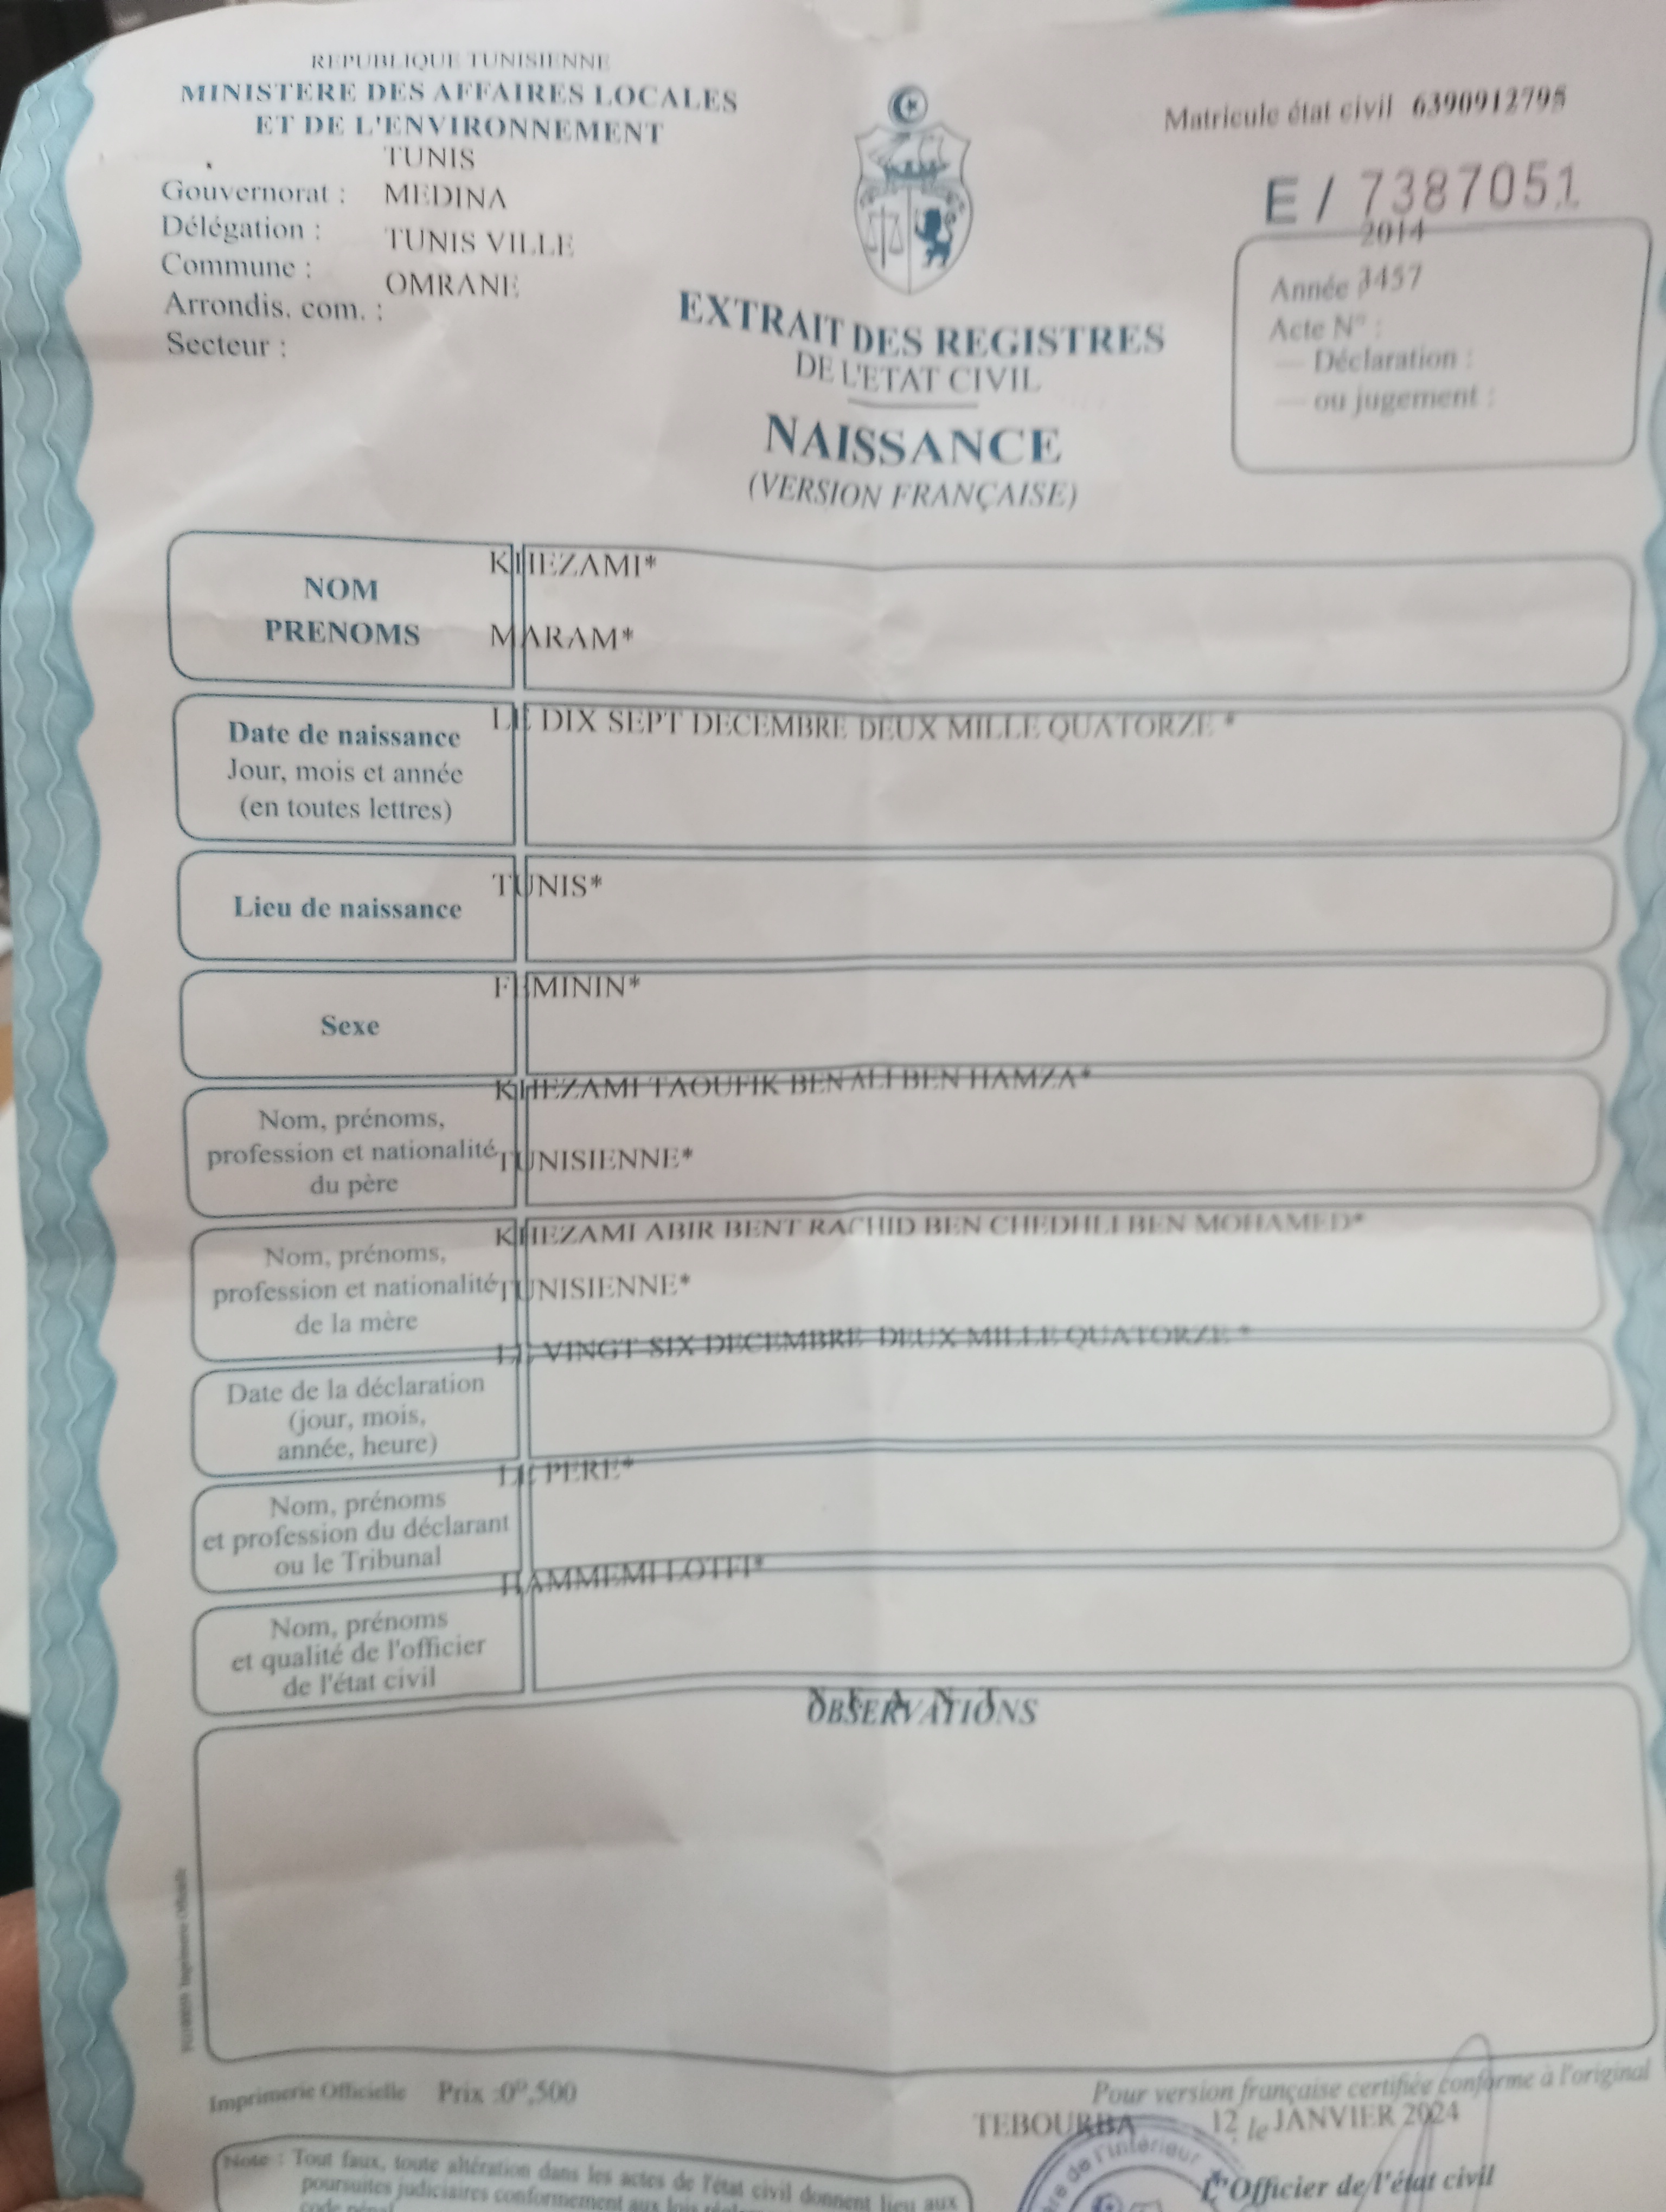 REPUBLIQUE TUNISIENNE
MINISTERE DES AFFAIRES LOCALES
ET DE L'ENVIRONNEMENT
TUNIS
Gouvernorat : MEDINA
Délégation : TUNIS VILLE
Commune : OMRANE
Arrondis. com. :
Secteur :
Matricule état civil 6390912795
E / 7387051
2014
Année 3457
Acte N° :
— Déclaration :
— ou jugement :
EXTRAIT DES REGISTRES
DE L'ETAT CIVIL
NAISSANCE
(VERSION FRANÇAISE)
NOM KHEZAMI*
PRENOMS MARAM*
Date de naissance LE DIX SEPT DECEMBRE DEUX MILLE QUATORZE *
Jour, mois et année
(en toutes lettres)
Lieu de naissance TUNIS*
Sexe FEMININ*
KHEZAMI TAOUFIK BEN ALI BEN HAMZA*
Nom, prénoms,
profession et nationalité TUNISIENNE*
du père
KHEZAMI ABIR BENT RACHID BEN CHEDHLI BEN MOHAMED*
Nom, prénoms,
profession et nationalité TUNISIENNE*
de la mère
LE VINGT SIX DECEMBRE DEUX MILLE QUATORZE *
Date de la déclaration
(jour, mois,
année, heure)
LE PERE*
Nom, prénoms
et profession du déclarant
ou le Tribunal
HAMMEMI LOTFI*
Nom, prénoms
et qualité de l'officier
de l'état civil
OBSERVATIONS
Imprimerie Officielle Prix :0ᴰ,500
Pour version française certifiée conforme à l'original
TEBOURBA 12 le JANVIER 2024
L'Officier de l'état civil
de l'intérieur
Note : Tout faux, toute altération dans les actes de l'état civil donnent lieu aux
poursuites judiciaires conformement aux lois
code pénal